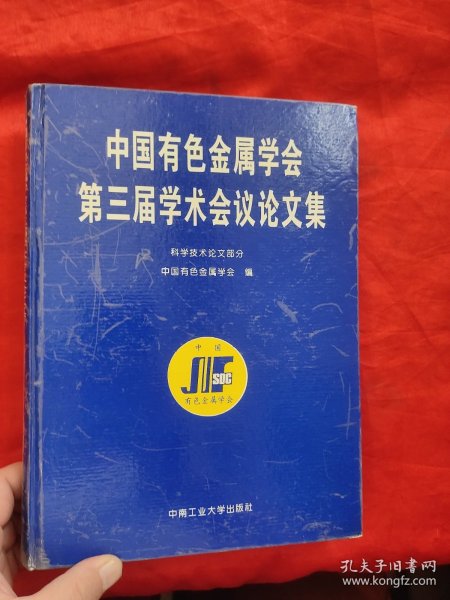 中国有色金属学会
第三届学术会议论文集
科学技术论文部分
中国有色金属学会 编
中 国
SDC
有色金属学会
中南工业大学出版社
孔夫子旧书网
www.kongfz.com